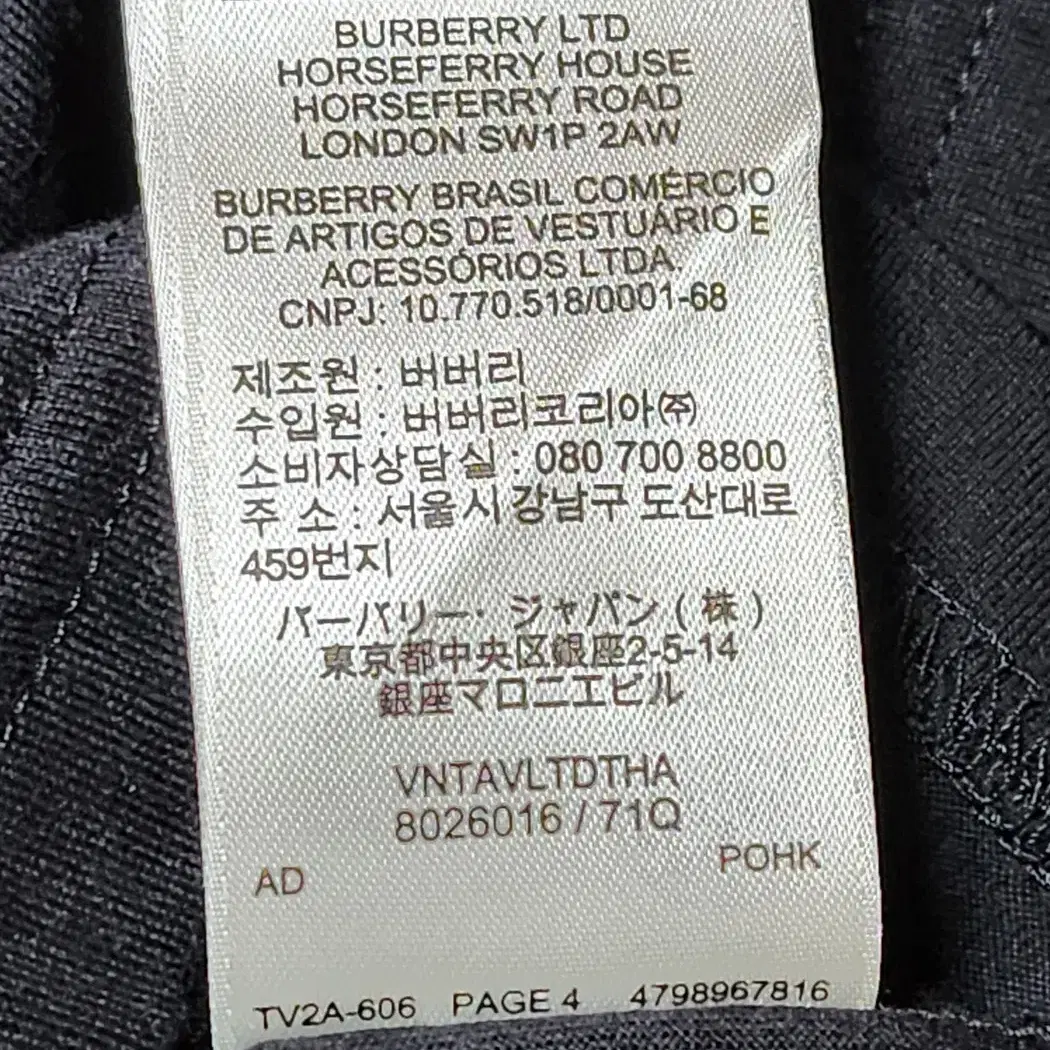 BURBERRY LTD
HORSEFERRY HOUSE
HORSEFERRY ROAD
LONDON SW1P 2AW
BURBERRY BRASIL COMÉRCIO
DE ARTIGOS DE VESTUÁRIO E
ACESSÓRIOS LTDA.
CNPJ: 10.770.518/0001-68
제조원 : 버버리
수입원 : 버버리코리아㈜
소비자상담실 : 080 700 8800
주 소 : 서울시 강남구 도산대로
459번지
バーバリー・ジャパン ( 株 )
東京都中央区銀座2-5-14
銀座マロニエビル
VNTAVLTDTHA
8026016 / 71Q
POHK
AD
TV2A-606 PAGE 4 4798967816